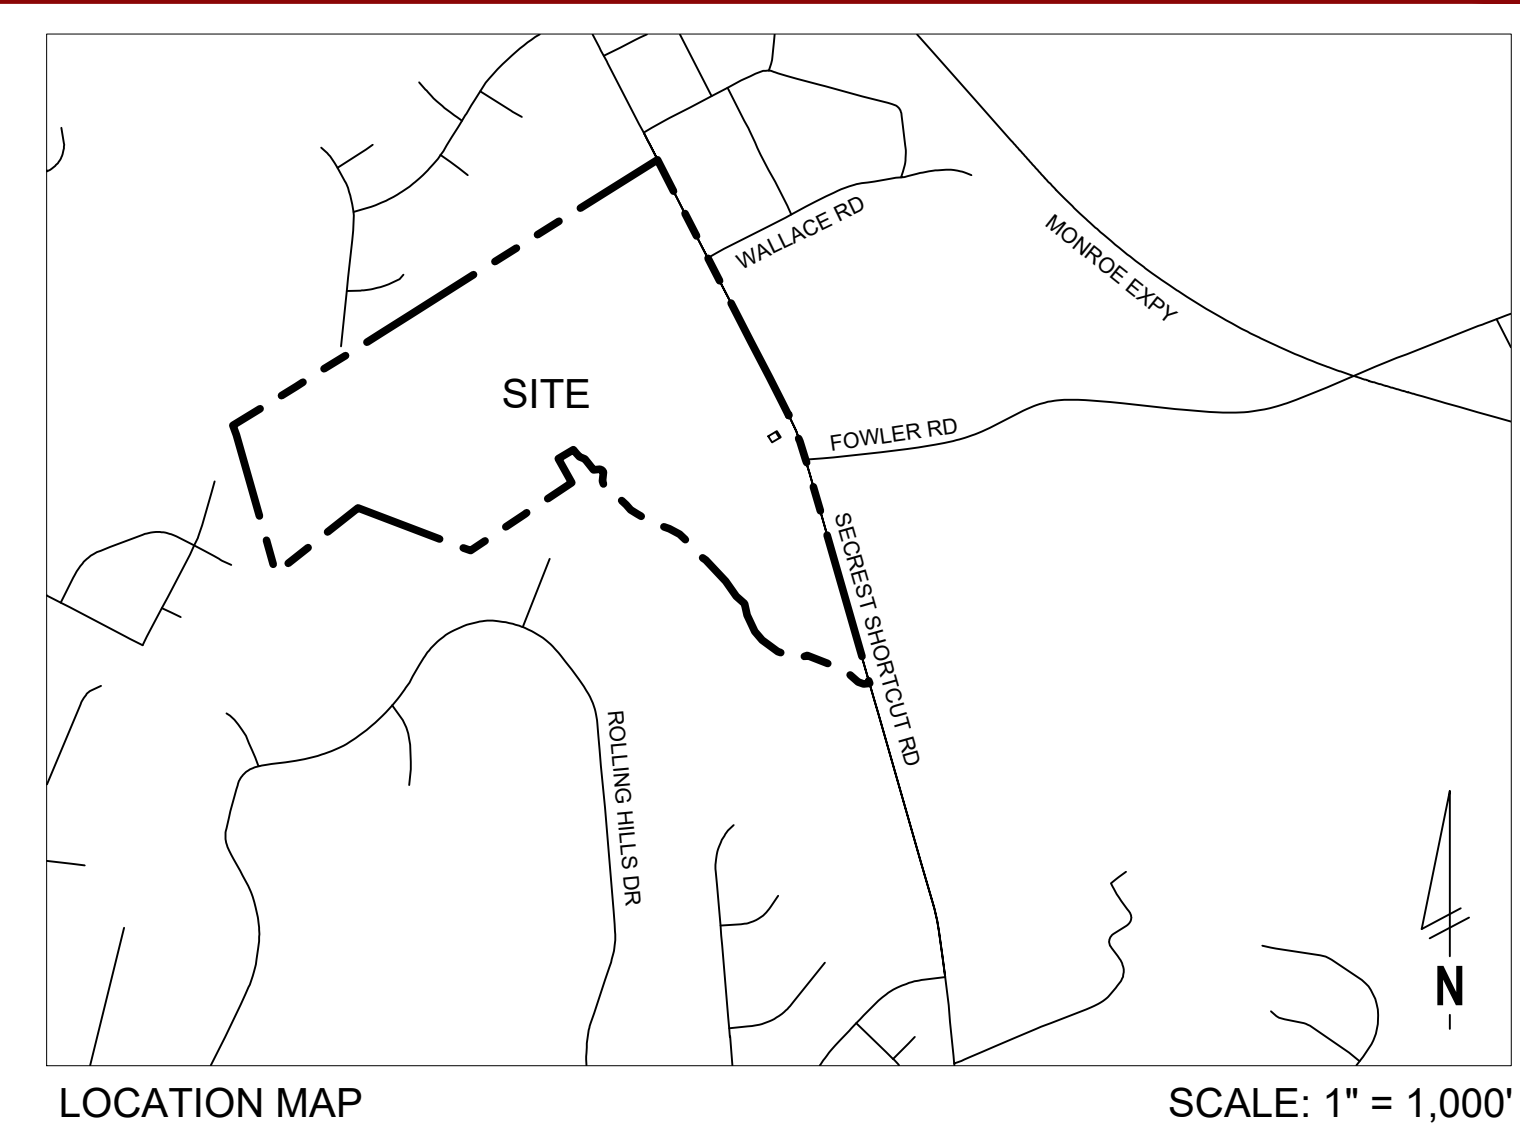 WALLACE RD
MONROE EXPY
SITE
FOWLER RD
SECREST SHORTCUT RD
ROLLING HILLS DR
N
LOCATION MAP
SCALE: 1" = 1,000'